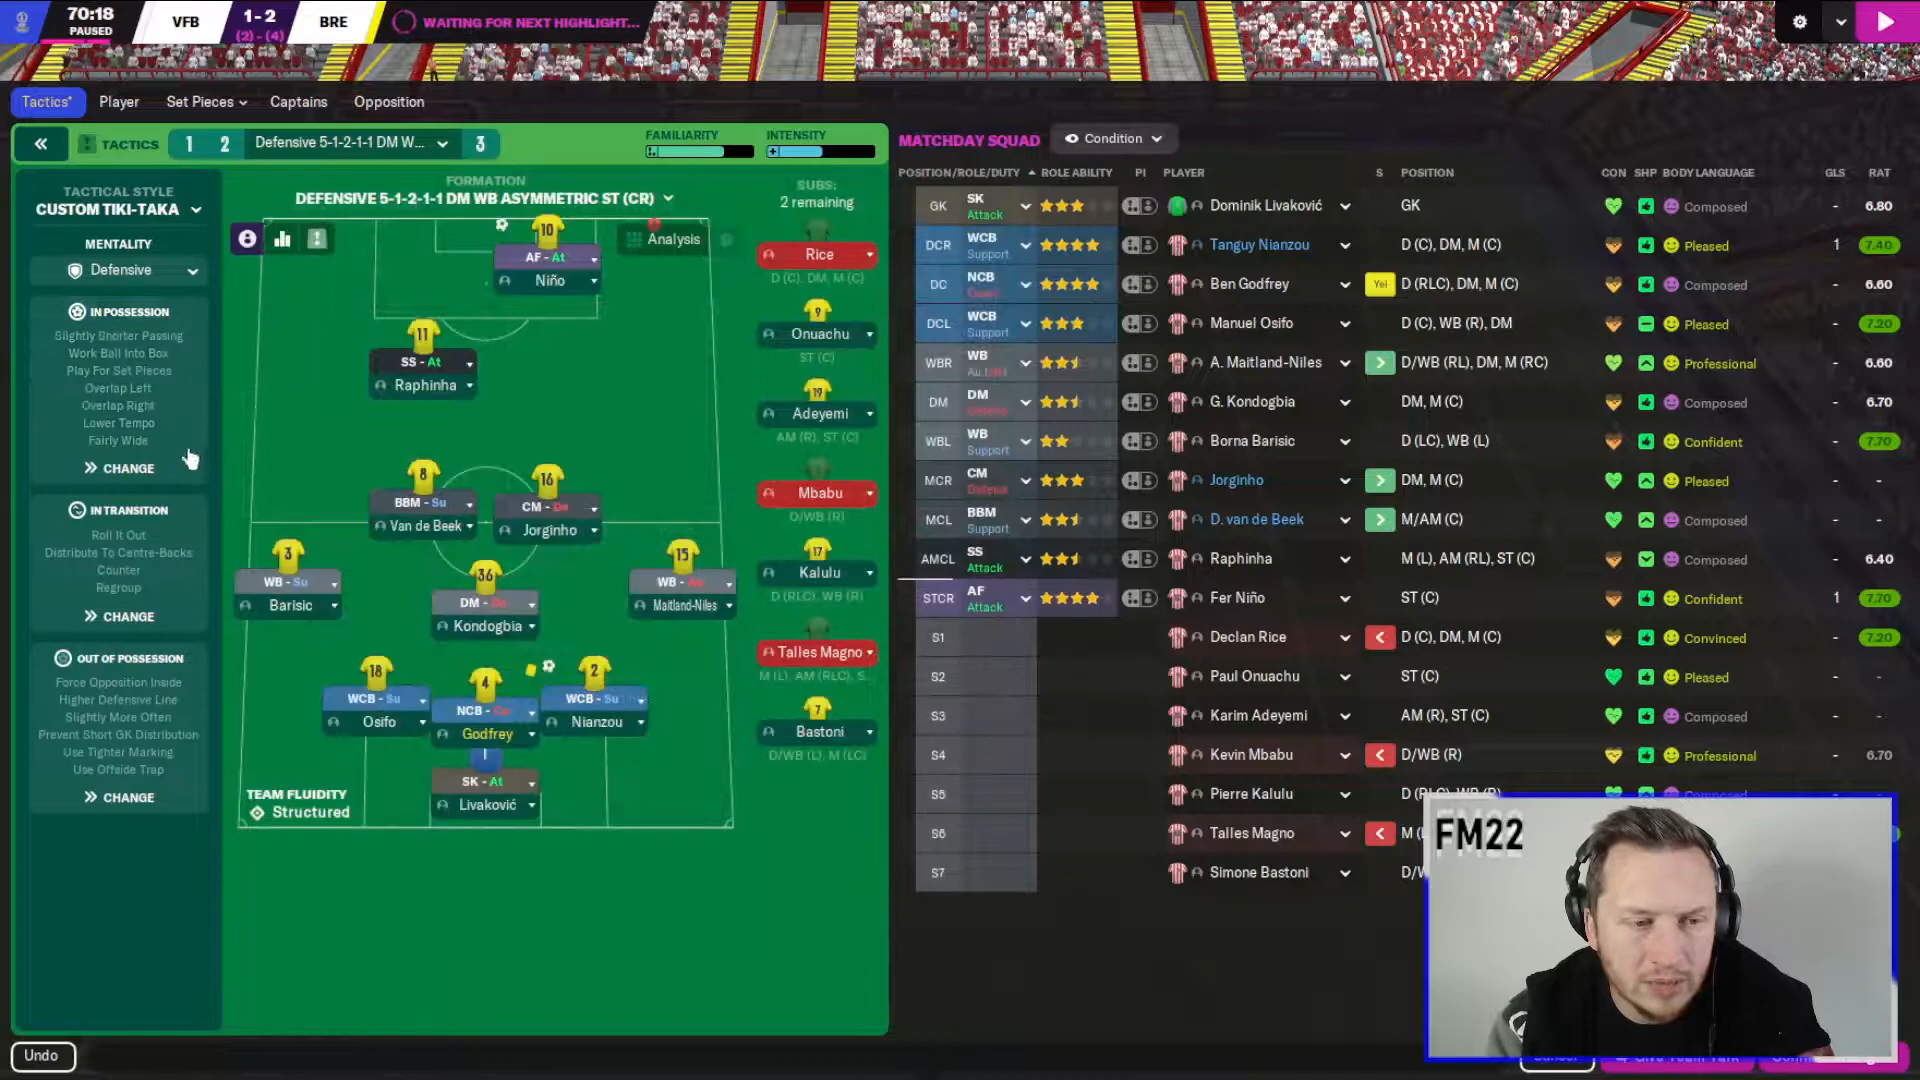 70:18
PAUSED
VFB
1 - 2
(2) - (4)
BRE
WAITING FOR NEXT HIGHLIGHT...
Tactics*
Player
Set Pieces
Captains
Opposition
TACTICS
1
2
Defensive 5-1-2-1-1 DM W...
3
FAMILIARITY
INTENSITY
TACTICAL STYLE
CUSTOM TIKI-TAKA
MENTALITY
Defensive
IN POSSESSION
Slightly Shorter Passing
Work Ball Into Box
Play For Set Pieces
Overlap Left
Overlap Right
Lower Tempo
Fairly Wide
CHANGE
IN TRANSITION
Roll It Out
Distribute To Centre-Backs
Counter
Regroup
CHANGE
OUT OF POSSESSION
Force Opposition Inside
Higher Defensive Line
Slightly More Often
Prevent Short GK Distribution
Use Tighter Marking
Use Offside Trap
CHANGE
FORMATION
DEFENSIVE 5-1-2-1-1 DM WB ASYMMETRIC ST (CR)
Analysis
10
AF - At
Niño
11
SS - At
Raphinha
8
BBM - Su
Van de Beek
16
CM - De
Jorginho
3
WB - Su
Barisic
36
DM - De
Kondogbia
15
WB - Au
Maitland-Niles
18
WCB - Su
Osifo
4
NCB - Co
Godfrey
2
WCB - Su
Nianzou
1
SK - At
Livaković
TEAM FLUIDITY
Structured
SUBS:
2 remaining
Rice
D (C), DM, M (C)
9
Onuachu
ST (C)
19
Adeyemi
AM (R), ST (C)
Mbabu
D/WB (R)
17
Kalulu
D (RLC), WB (R)
Talles Magno
M (L), AM (RLC), S...
7
Bastoni
D/WB (L), M (LC)
MATCHDAY SQUAD
Condition
POSITION/ROLE/DUTY ROLE ABILITY PI PLAYER S POSITION CON SHP BODY LANGUAGE GLS RAT
GK SK Attack Dominik Livaković GK Composed - 6.80
DCR WCB Support Tanguy Nianzou D (C), DM, M (C) Pleased 1 7.40
DC NCB Ben Godfrey Yel D (RLC), DM, M (C) Composed - 6.60
DCL WCB Support Manuel Osifo D (C), WB (R), DM Pleased - 7.20
WBR WB A. Maitland-Niles D/WB (RL), DM, M (RC) Professional - 6.60
DM DM Defend G. Kondogbia DM, M (C) Composed - 6.70
WBL WB Support Borna Barisic D (LC), WB (L) Confident - 7.70
MCR CM Defend Jorginho DM, M (C) Pleased - -
MCL BBM Support D. van de Beek M/AM (C) Composed - -
AMCL SS Attack Raphinha M (L), AM (RL), ST (C) Composed - 6.40
STCR AF Attack Fer Niño ST (C) Confident 1 7.70
S1 Declan Rice D (C), DM, M (C) Convinced - 7.20
S2 Paul Onuachu ST (C) Pleased - -
S3 Karim Adeyemi AM (R), ST (C) Composed - -
S4 Kevin Mbabu D/WB (R) Professional - 6.70
S5 Pierre Kalulu D (RLC), WB (R)
S6 Talles Magno M (
S7 Simone Bastoni D/W
FM22
Undo